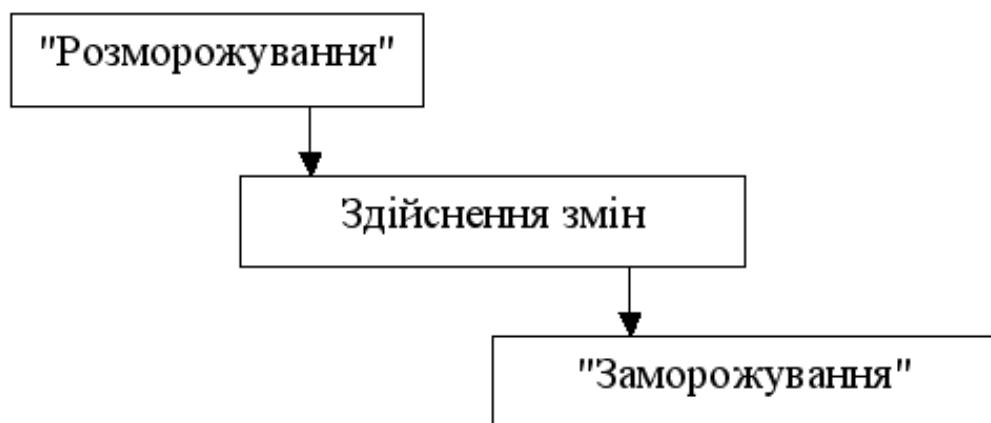 "Розморожування"
Здійснення змін
"Заморожування"